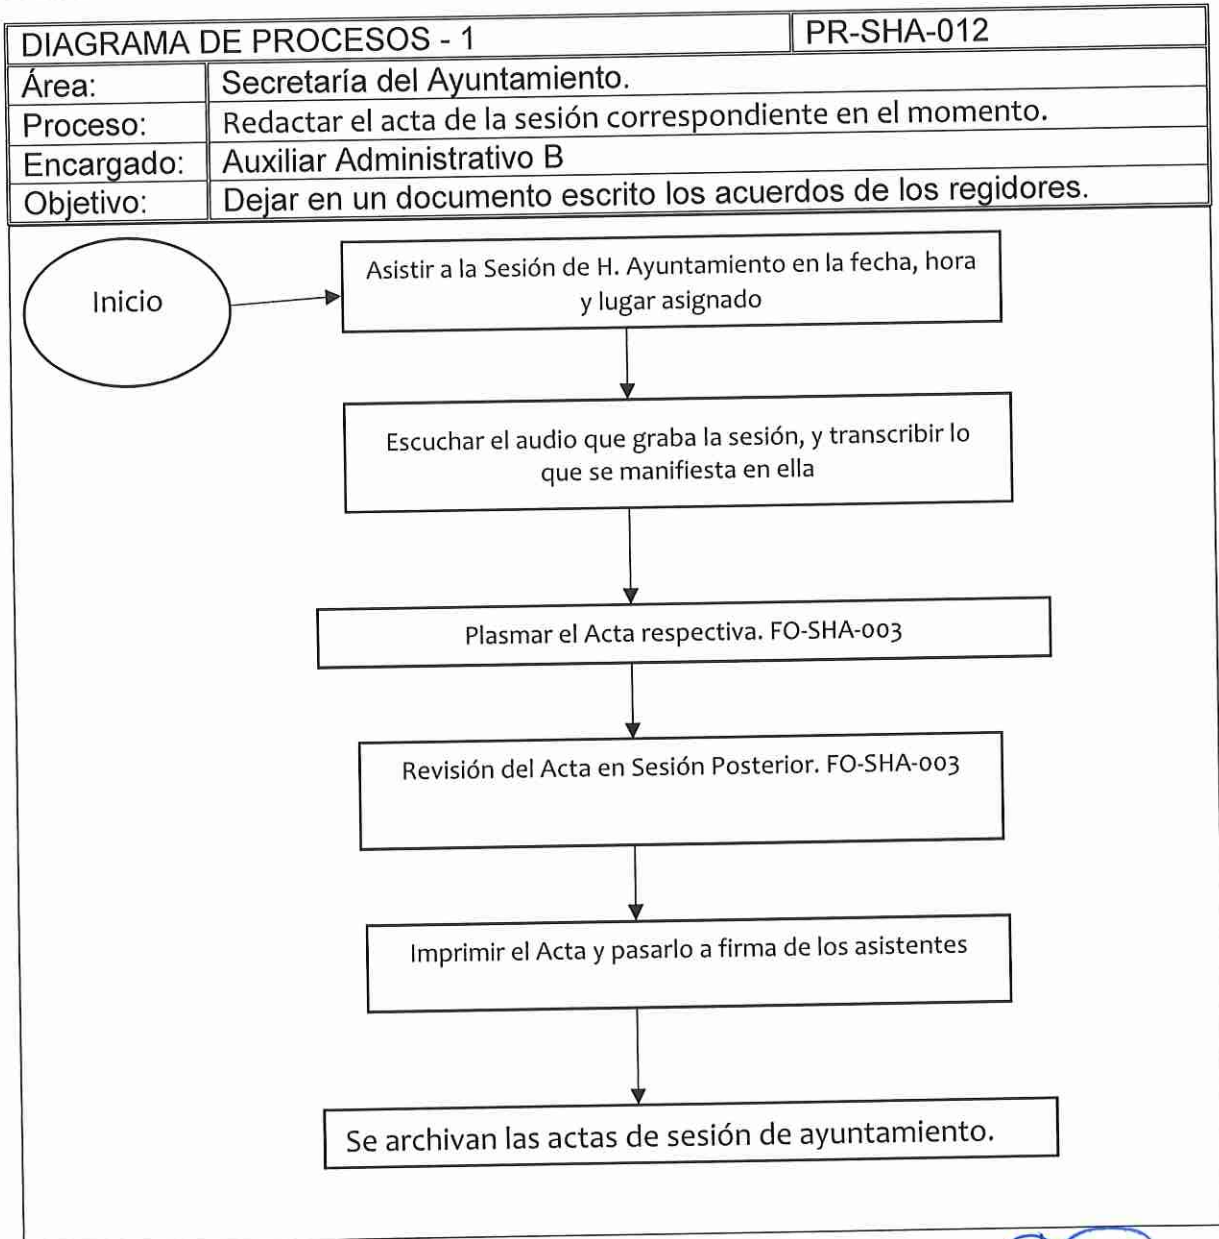 DIAGRAMA DE PROCESOS - 1 PR-SHA-012
Área: Secretaría del Ayuntamiento.
Proceso: Redactar el acta de la sesión correspondiente en el momento.
Encargado: Auxiliar Administrativo B
Objetivo: Dejar en un documento escrito los acuerdos de los regidores.
Inicio
Asistir a la Sesión de H. Ayuntamiento en la fecha, hora
y lugar asignado
Escuchar el audio que graba la sesión, y transcribir lo
que se manifiesta en ella
Plasmar el Acta respectiva. FO-SHA-003
Revisión del Acta en Sesión Posterior. FO-SHA-003
Imprimir el Acta y pasarlo a firma de los asistentes
Se archivan las actas de sesión de ayuntamiento.